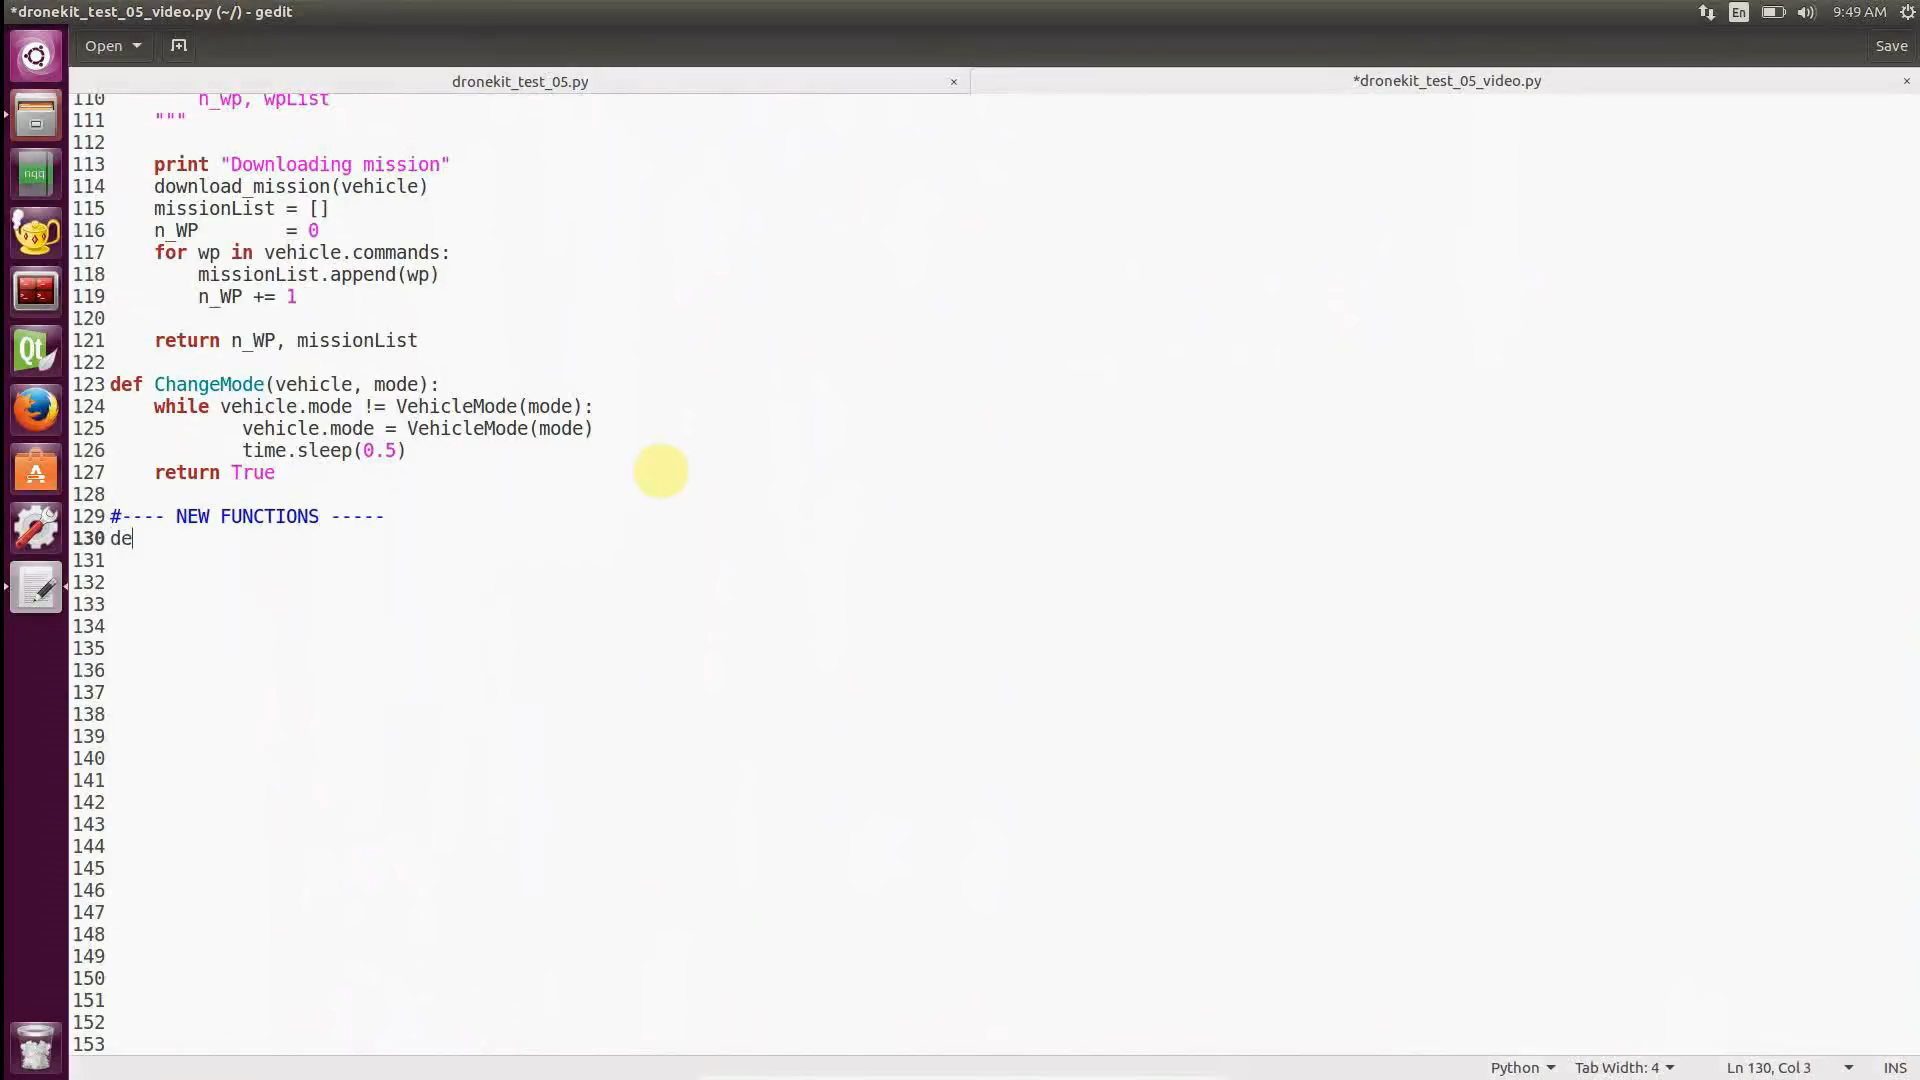 *dronekit_test_05_video.py (~/) - gedit
En
9:49 AM
Open
Save
dronekit_test_05.py ×
*dronekit_test_05_video.py ×
110         n_wp, wpList
111     """
112
113     print "Downloading mission"
114     download_mission(vehicle)
115     missionList = []
116     n_WP        = 0
117     for wp in vehicle.commands:
118         missionList.append(wp)
119         n_WP += 1
120
121     return n_WP, missionList
122
123 def ChangeMode(vehicle, mode):
124     while vehicle.mode != VehicleMode(mode):
125             vehicle.mode = VehicleMode(mode)
126             time.sleep(0.5)
127     return True
128
129 #---- NEW FUNCTIONS -----
130 de
131
132
133
134
135
136
137
138
139
140
141
142
143
144
145
146
147
148
149
150
151
152
153
nqq
Qt
Python
Tab Width: 4
Ln 130, Col 3
INS